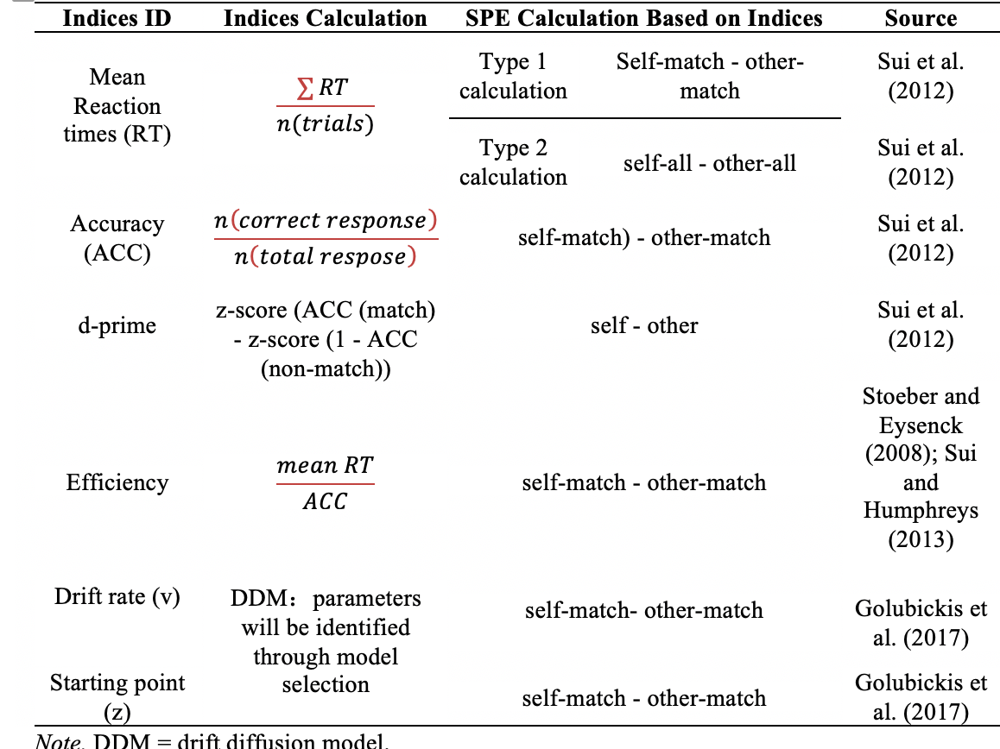 Indices ID Indices Calculation SPE Calculation Based on Indices Source
Mean
Reaction
times (RT)
∑ RT
n(trials)
Type 1
calculation
Self-match - other-
match
Sui et al.
(2012)
Type 2
calculation
self-all - other-all
Sui et al.
(2012)
Accuracy
(ACC)
n(correct response)
n(total respose)
self-match) - other-match
Sui et al.
(2012)
d-prime
z-score (ACC (match)
- z-score (1 - ACC
(non-match))
self - other
Sui et al.
(2012)
Efficiency
mean RT
ACC
self-match - other-match
Stoeber and
Eysenck
(2008); Sui
and
Humphreys
(2013)
Drift rate (v)
DDM：parameters
will be identified
through model
selection
self-match- other-match
Golubickis et
al. (2017)
Starting point
(z)
self-match - other-match
Golubickis et
al. (2017)
Note. DDM = drift diffusion model.